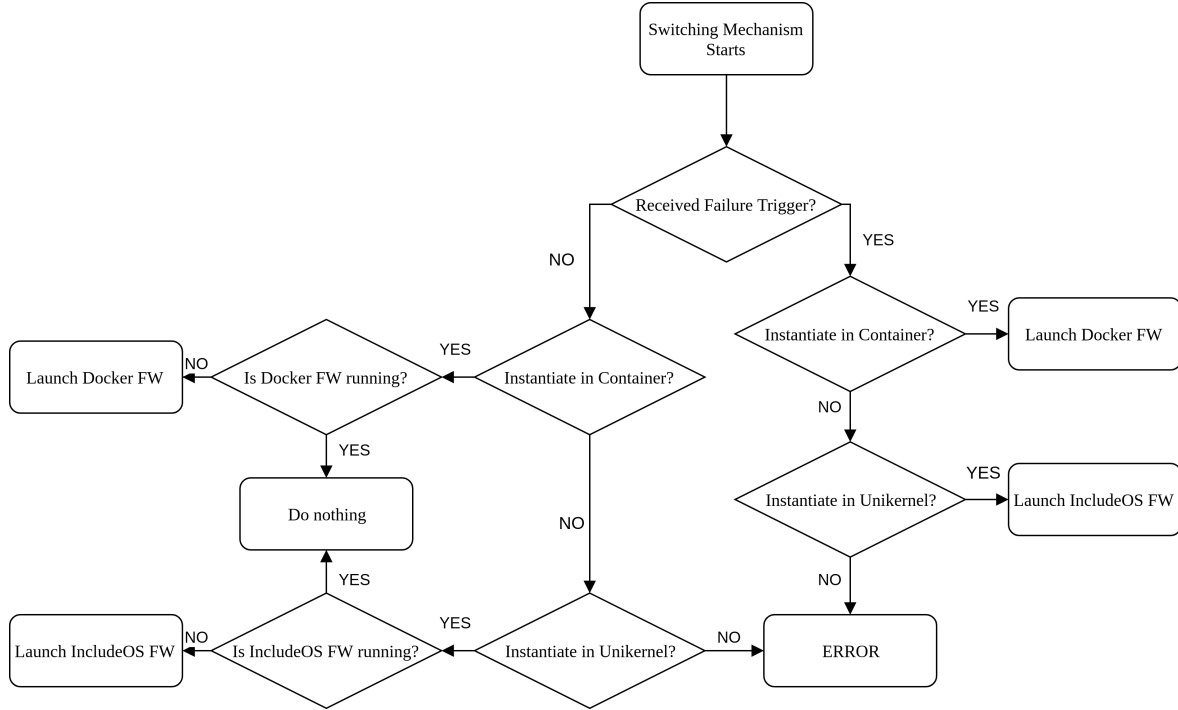 Switching Mechanism
Starts
Received Failure Trigger?
NO
YES
Instantiate in Container?
YES
Launch Docker FW
Launch Docker FW
NO
Is Docker FW running?
YES
Instantiate in Container?
NO
YES
Do nothing
NO
Instantiate in Unikernel?
YES
Launch IncludeOS FW
YES
NO
Launch IncludeOS FW
NO
Is IncludeOS FW running?
YES
Instantiate in Unikernel?
NO
ERROR